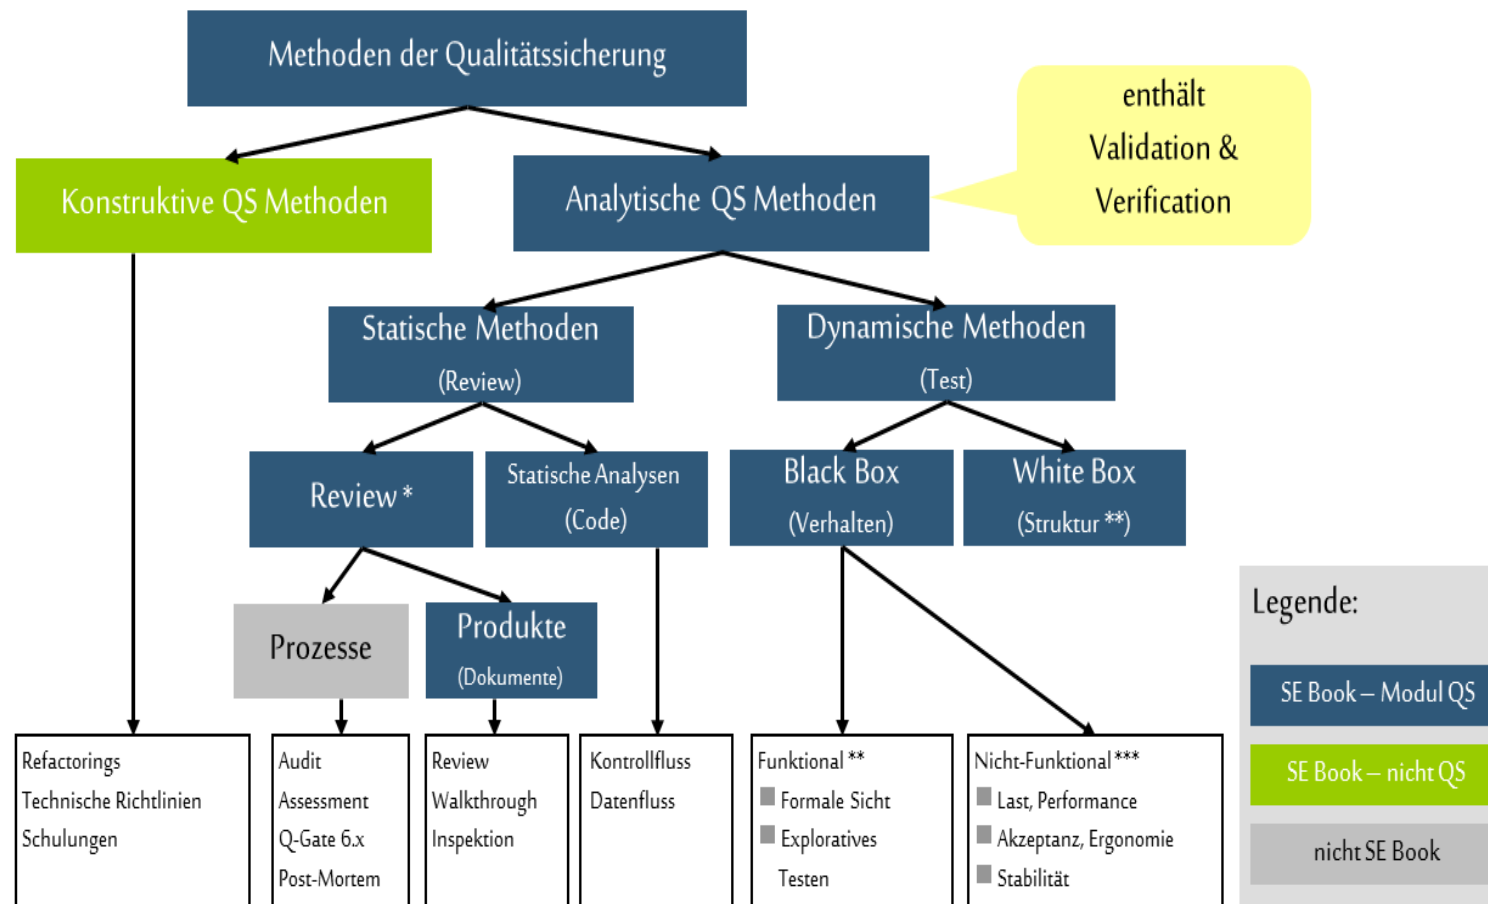 Methoden der Qualitätssicherung
enthält
Validation &
Verification
Konstruktive QS Methoden
Analytische QS Methoden
Statische Methoden
(Review)
Dynamische Methoden
(Test)
Review *
Statische Analysen
(Code)
Black Box
(Verhalten)
White Box
(Struktur **)
Prozesse
Produkte
(Dokumente)
Refactorings
Technische Richtlinien
Schulungen
Audit
Assessment
Q-Gate 6.x
Post-Mortem
Review
Walkthrough
Inspektion
Kontrollfluss
Datenfluss
Funktional **
Formale Sicht
Exploratives
Testen
Nicht-Funktional ***
Last, Performance
Akzeptanz, Ergonomie
Stabilität
Legende:
SE Book – Modul QS
SE Book – nicht QS
nicht SE Book